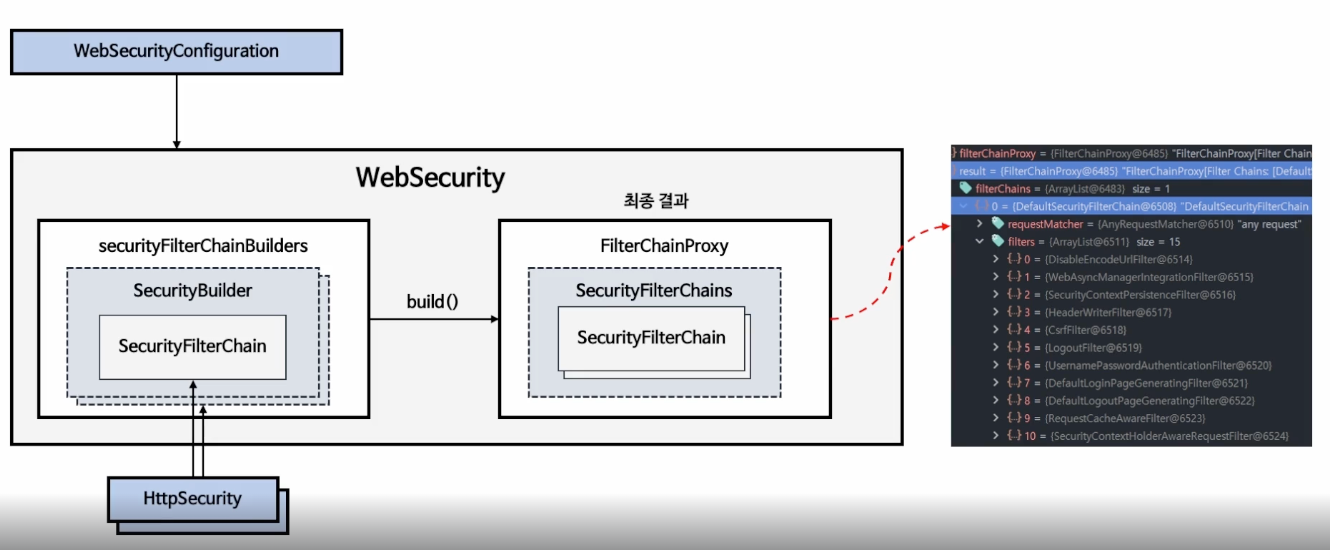 WebSecurityConfiguration
WebSecurity
최종 결과
securityFilterChainBuilders
SecurityBuilder
SecurityFilterChain
build()
FilterChainProxy
SecurityFilterChains
SecurityFilterChain
HttpSecurity
} filterChainProxy = {FilterChainProxy@6485} "FilterChainProxy[Filter Chain
result = {FilterChainProxy@6485} "FilterChainProxy[Filter Chains: [Default
filterChains = {ArrayList@6483} size = 1
0 = {DefaultSecurityFilterChain@6508} "DefaultSecurityFilterChain
requestMatcher = {AnyRequestMatcher@6510} "any request"
filters = {ArrayList@6511} size = 15
{..} 0 = {DisableEncodeUrlFilter@6514}
{..} 1 = {WebAsyncManagerIntegrationFilter@6515}
{..} 2 = {SecurityContextPersistenceFilter@6516}
{..} 3 = {HeaderWriterFilter@6517}
{..} 4 = {CsrfFilter@6518}
{..} 5 = {LogoutFilter@6519}
{..} 6 = {UsernamePasswordAuthenticationFilter@6520}
{..} 7 = {DefaultLoginPageGeneratingFilter@6521}
{..} 8 = {DefaultLogoutPageGeneratingFilter@6522}
{..} 9 = {RequestCacheAwareFilter@6523}
{..} 10 = {SecurityContextHolderAwareRequestFilter@6524}